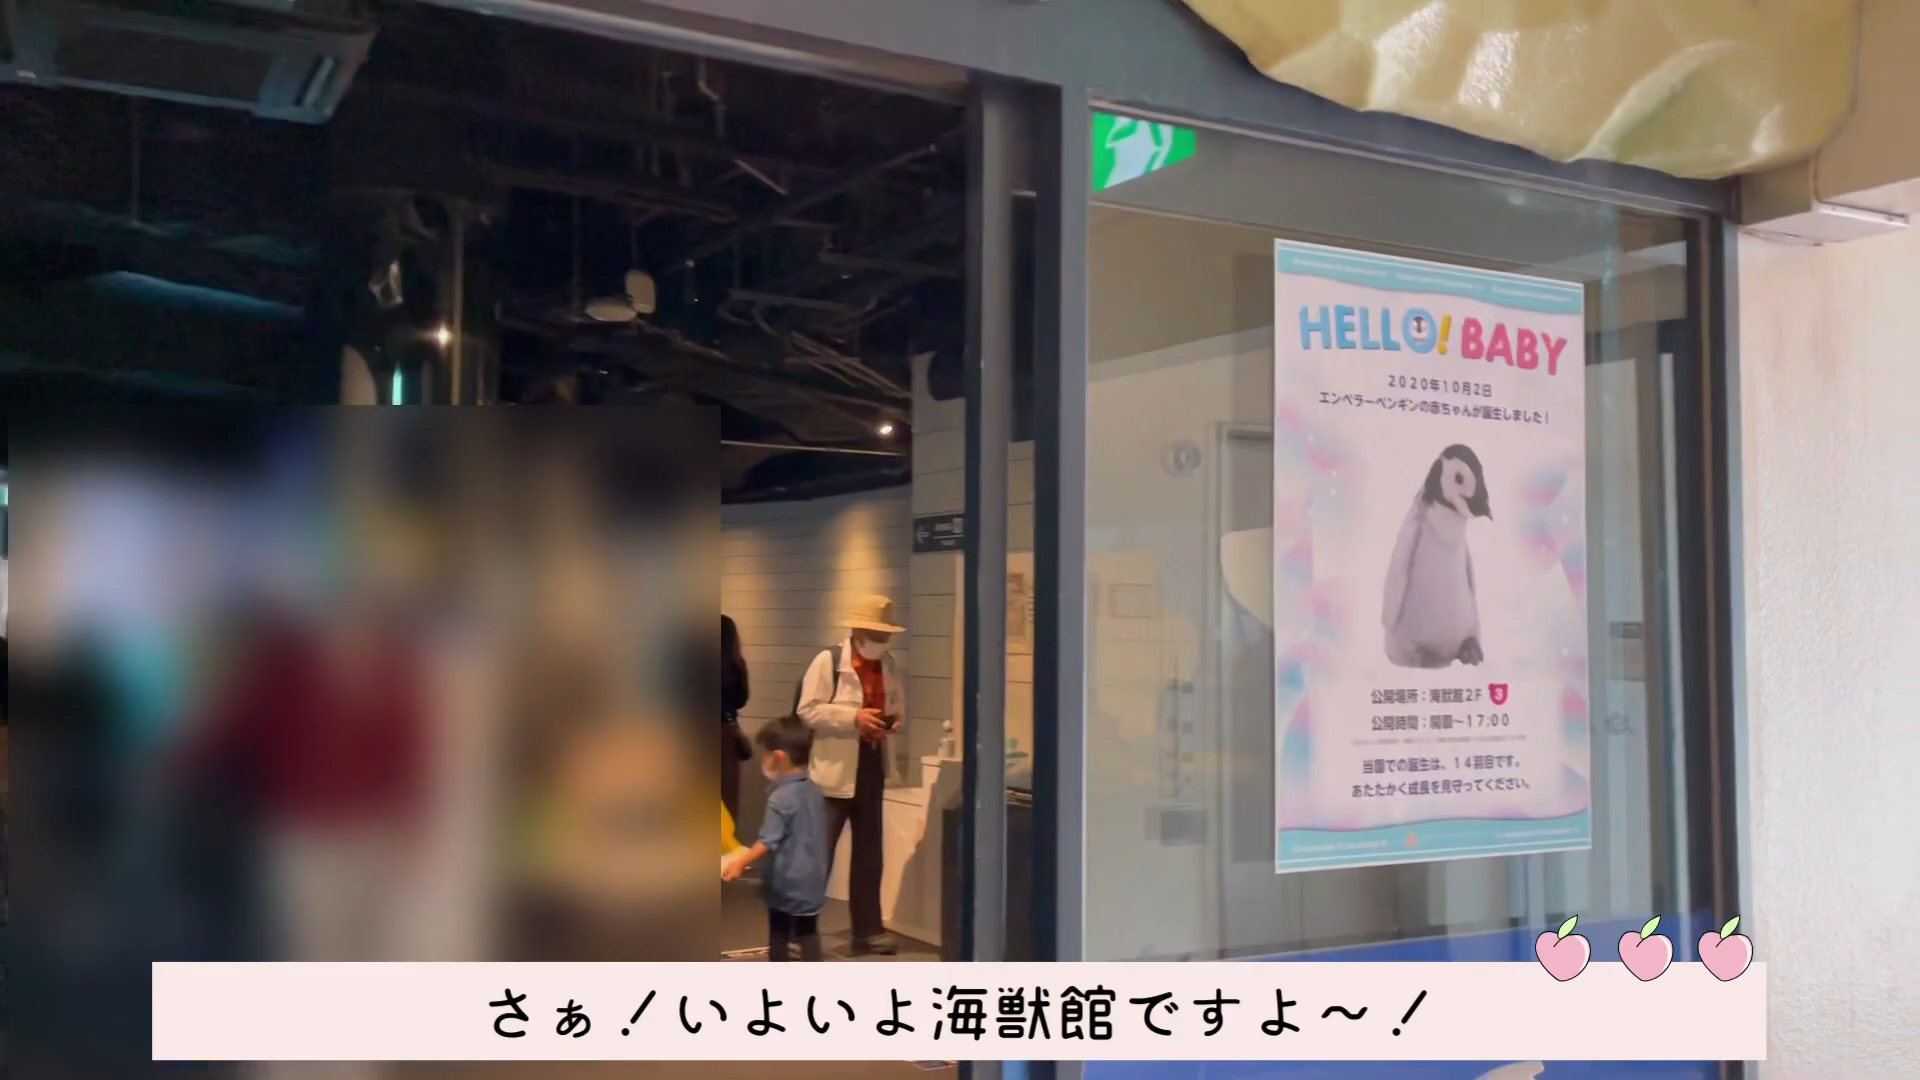 HELLO! BABY
2020年10月2日
エンペラーペンギンの赤ちゃんが誕生しました!
公開場所:海獣館2F 3
公開時間:開園~17:00
当園での誕生は、14羽目です。
あたたかく成長を見守ってください。
さぁ!いよいよ海獣館ですよ~!